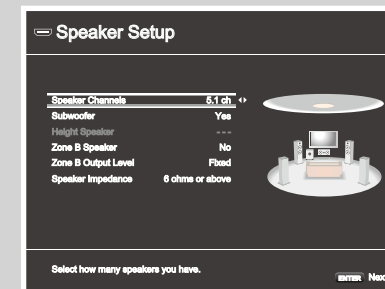 Speaker Setup
Speaker Channels 5.1 ch
Subwoofer Yes
Height Speaker ---
Zone B Speaker No
Zone B Output Level Fixed
Speaker Impedance 6 ohms or above
Select how many speakers you have.
ENTER Nex